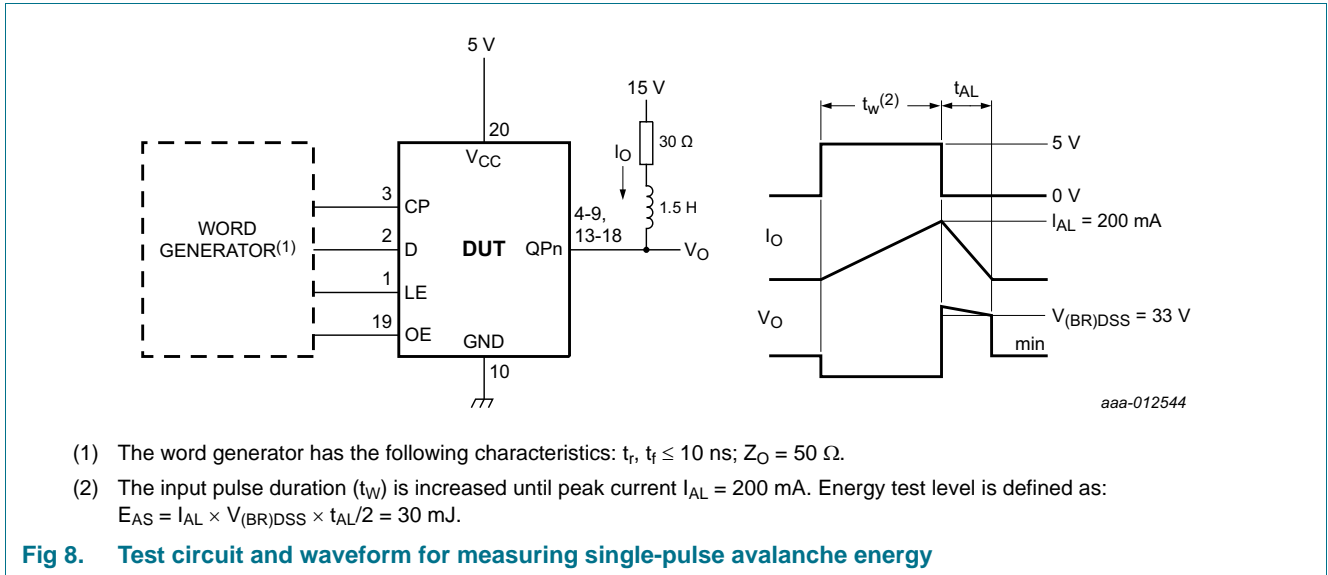 5 V
15 V
20
VCC
30 Ω
IO
1.5 H
WORD
GENERATOR(1)
3
CP
2
D
DUT
QPn
4-9,
13-18
VO
1
LE
19
OE
GND
10
tw(2)
tAL
5 V
0 V
IO
IAL = 200 mA
VO
V(BR)DSS = 33 V
min
aaa-012544
(1) The word generator has the following characteristics: tr, tf ≤ 10 ns; ZO = 50 Ω.
(2) The input pulse duration (tW) is increased until peak current IAL = 200 mA. Energy test level is defined as:
EAS = IAL × V(BR)DSS × tAL/2 = 30 mJ.
Fig 8. Test circuit and waveform for measuring single-pulse avalanche energy